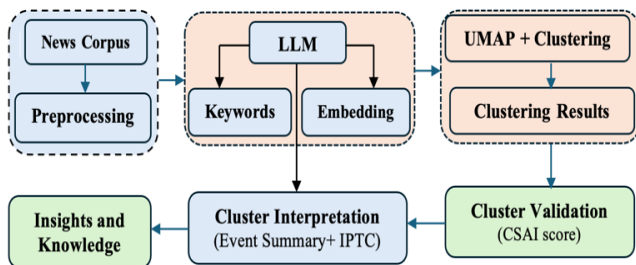 News Corpus
Preprocessing
LLM
Keywords
Embedding
UMAP + Clustering
Clustering Results
Cluster Validation
(CSAI score)
Cluster Interpretation
(Event Summary+ IPTC)
Insights and
Knowledge